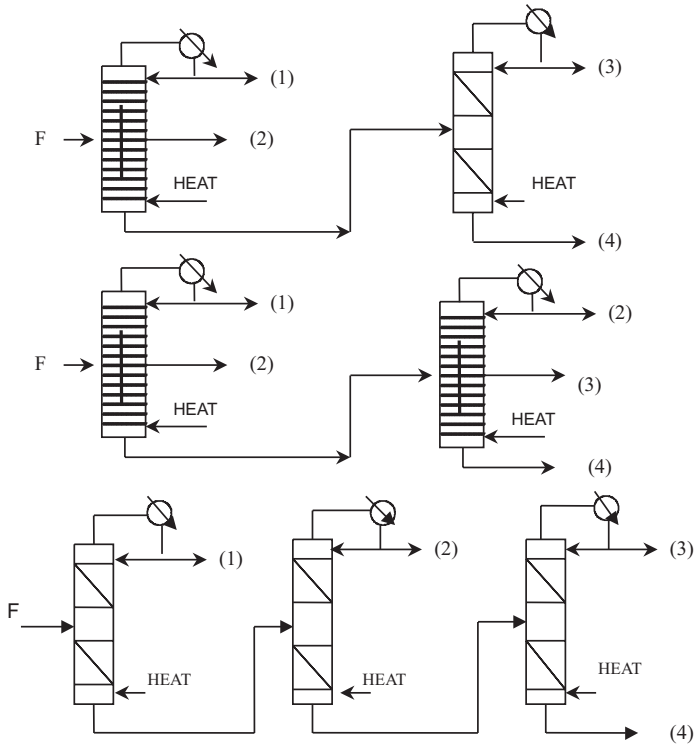 (1)
(3)
F
(2)
HEAT
HEAT
(4)
(1)
(2)
F
(2)
(3)
HEAT
HEAT
(4)
(1)
(2)
(3)
F
HEAT
HEAT
HEAT
(4)